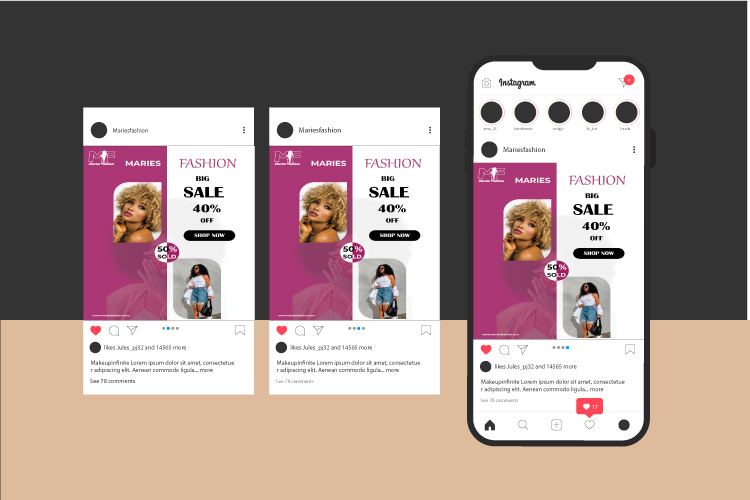 Mariesfashion
MF
Maries Fashion
MARIES
FASHION
BIG
SALE
40%
OFF
SHOP NOW
50%
SOLD
www.mariesfashion.com
likes Jules_pj32 and 14565 more
Makeupinfinite Lorem ipsum dolor sit amet, consectetue
r adipiscing elit. Aenean commodo ligula... more
See 78 comments
Mariesfashion
MF
Maries Fashion
MARIES
FASHION
BIG
SALE
40%
OFF
SHOP NOW
50%
SOLD
www.mariesfashion.com
likes Jules_pj32 and 14565 more
Makeupinfinite Lorem ipsum dolor sit amet, consectetue
r adipiscing elit. Aenean commodo ligula... more
See 78 comments
Instagram
Mariesfashion
MF
Maries Fashion
MARIES
FASHION
BIG
SALE
40%
OFF
SHOP NOW
50%
SOLD
www.mariesfashion.com
likes Jules_pj32 and 14565 more
Makeupinfinite Lorem ipsum dolor sit amet, consectetue
r adipiscing elit. Aenean commodo ligula... more
See 78 comments
17